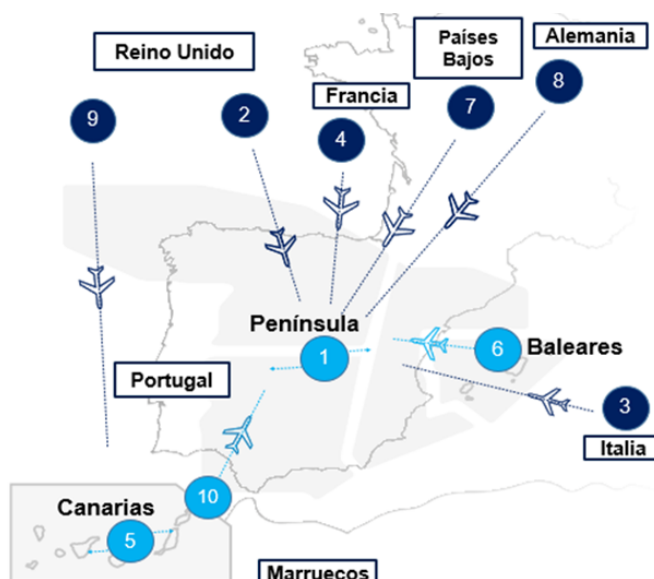 Reino Unido
Países
Bajos
Alemania
Francia
9
2
4
7
8
Península
1
6
Baleares
Portugal
3
Italia
10
Canarias
5
Marruecos